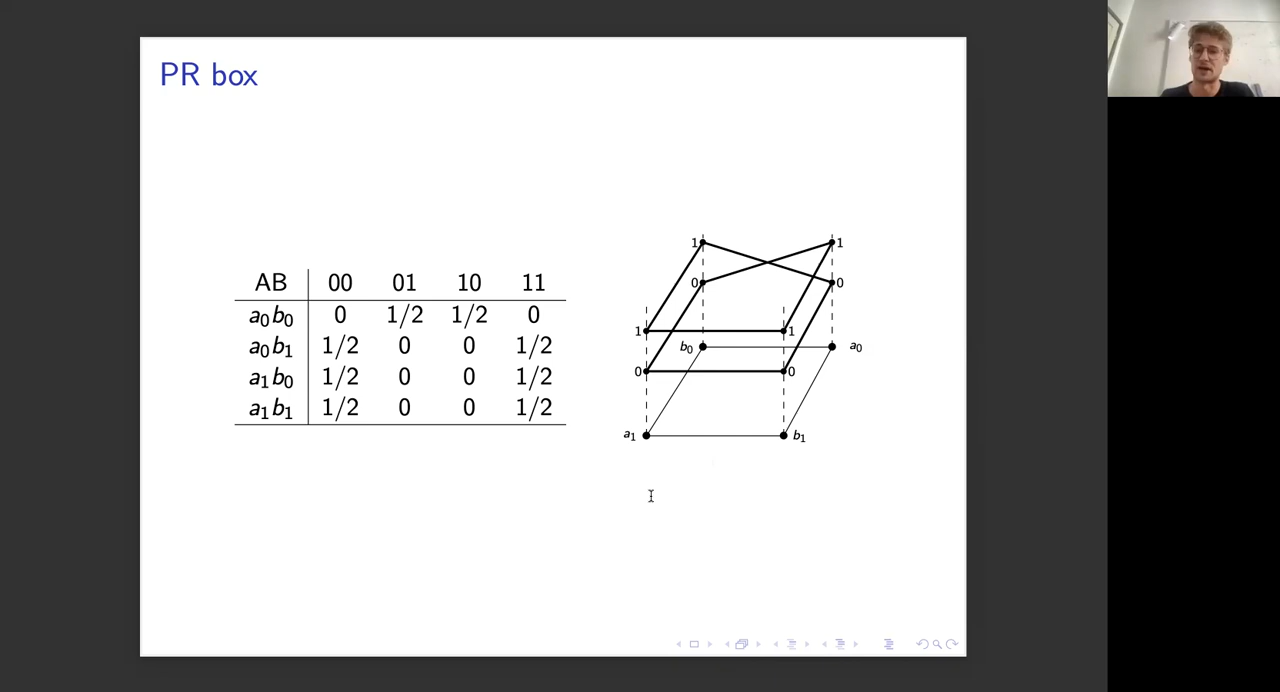 PR box
AB 00 01 10 11
a₀b₀ 0 1/2 1/2 0
a₀b₁ 1/2 0 0 1/2
a₁b₀ 1/2 0 0 1/2
a₁b₁ 1/2 0 0 1/2
1 1
0 0
1 1
b₀ a₀
0 0
a₁ b₁